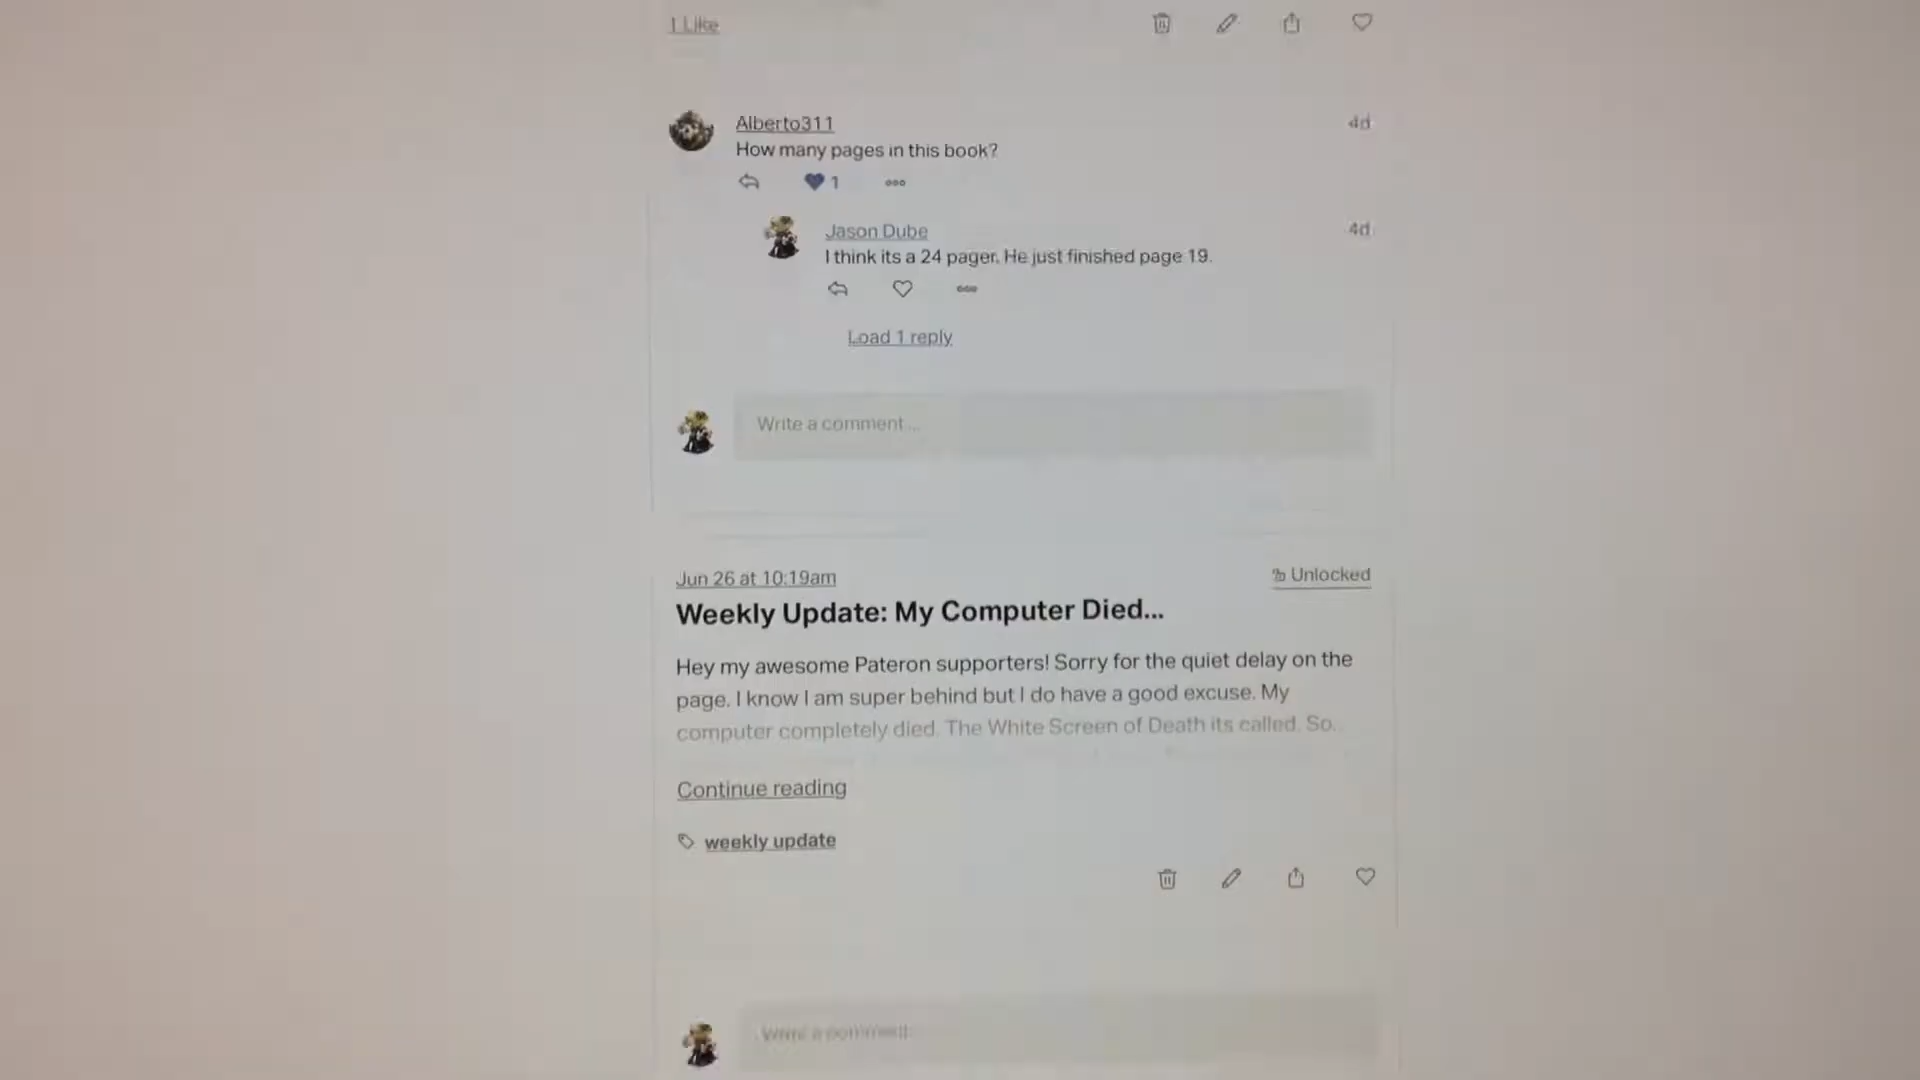 1 Like
Alberto311
4d
How many pages in this book?
1
Jason Dube
4d
I think its a 24 pager. He just finished page 19.
Load 1 reply
Write a comment...
Jun 26 at 10:19am
Unlocked
Weekly Update: My Computer Died...
Hey my awesome Pateron supporters! Sorry for the quiet delay on the
page. I know I am super behind but I do have a good excuse. My
computer completely died. The White Screen of Death its called. So..
Continue reading
weekly update
Write a comment...